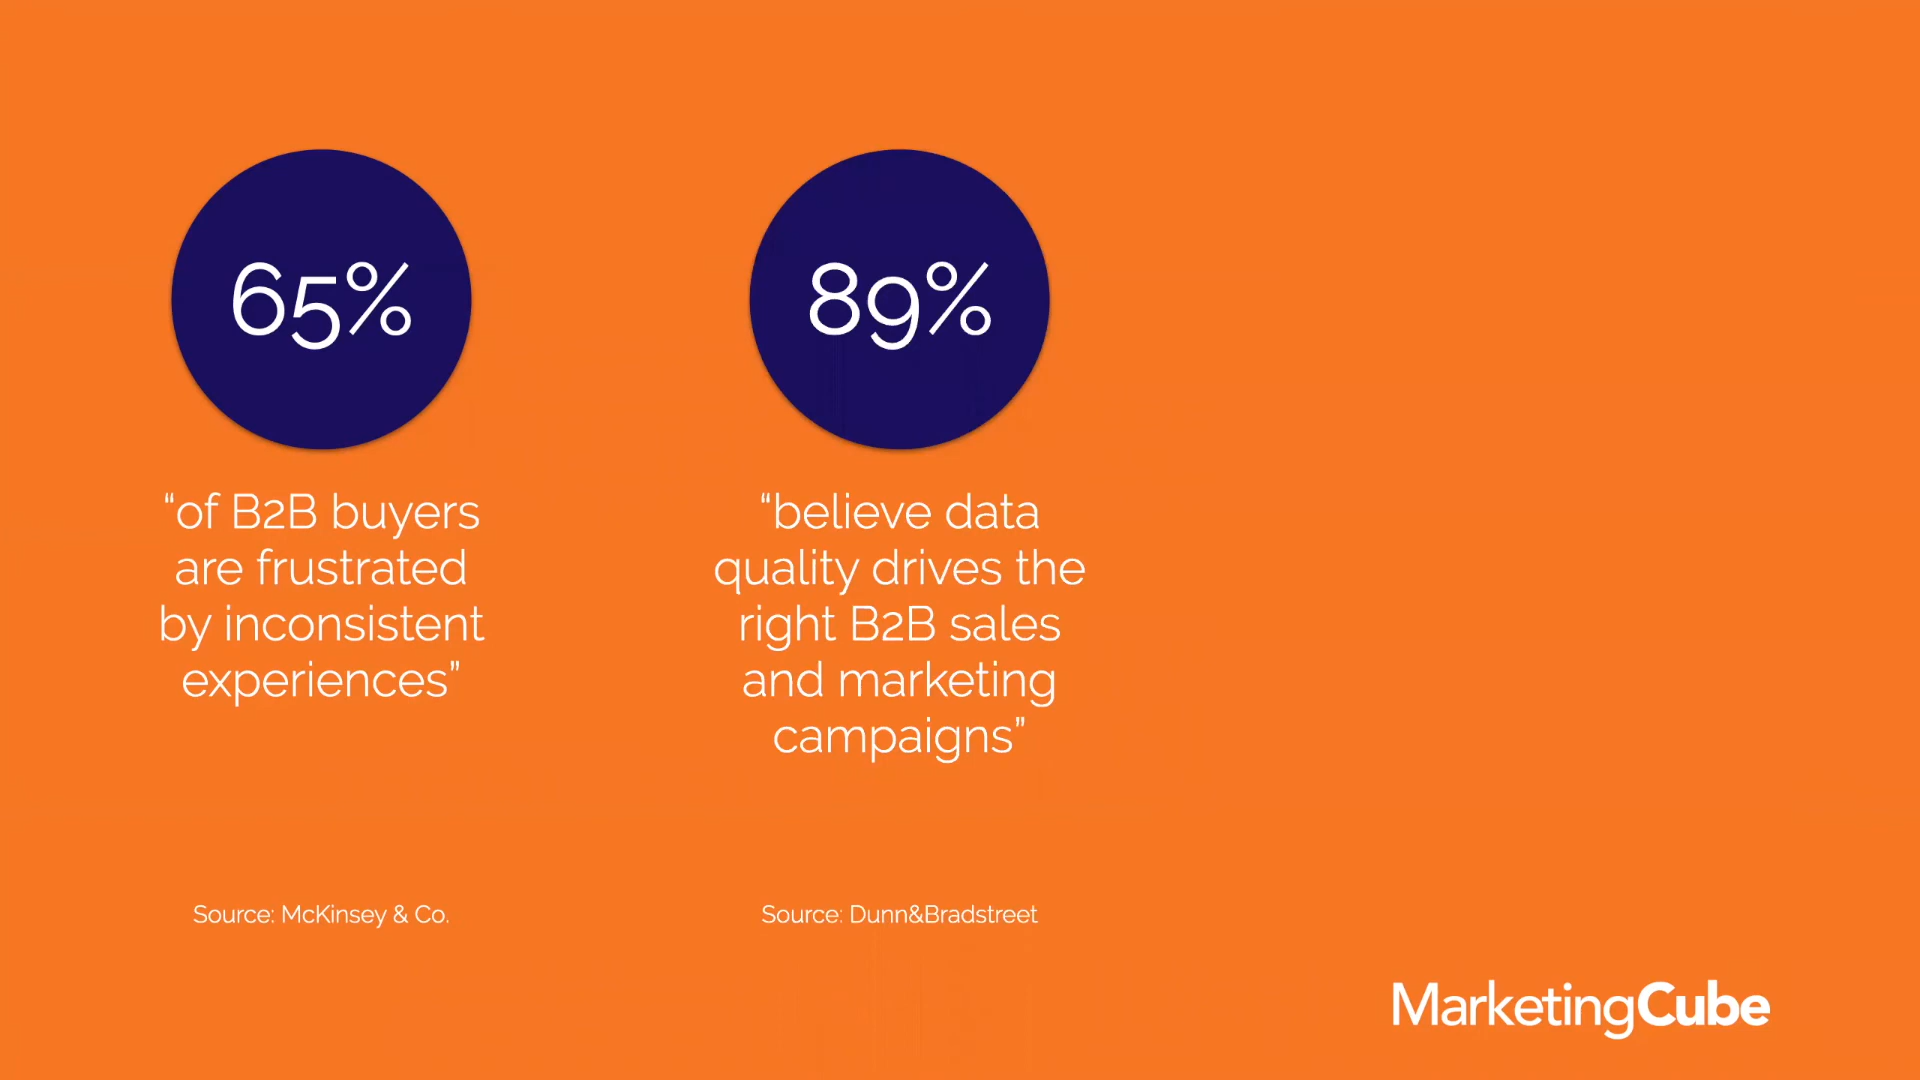 65%
“of B2B buyers
are frustrated
by inconsistent
experiences”
Source: McKinsey & Co.
89%
“believe data
quality drives the
right B2B sales
and marketing
campaigns”
Source: Dunn&Bradstreet
MarketingCube